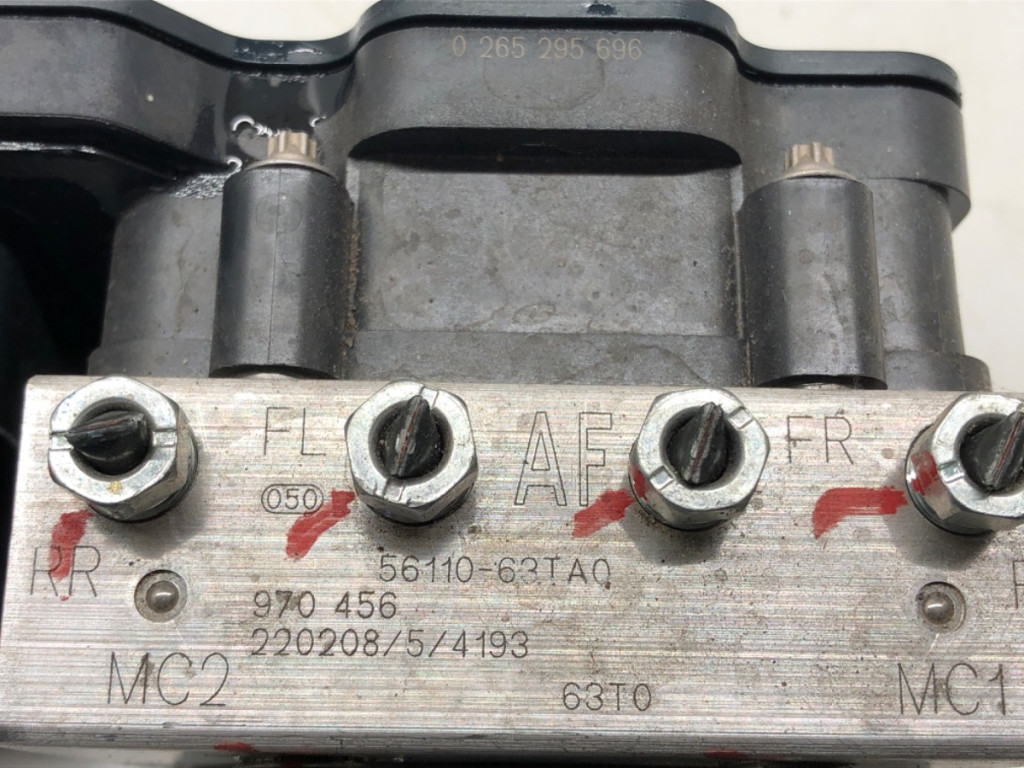 0 265 295 696
FL AF FR
050
RR 56110-63TA0
970 456
220208/5/4193
MC2 63T0 MC1